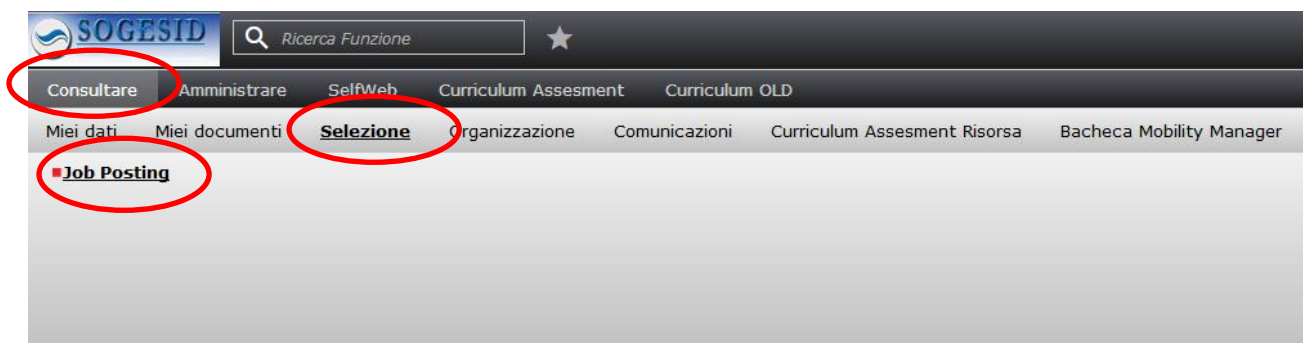 SOGESID Ricerca Funzione
Consultare Amministrare SelfWeb Curriculum Assesment Curriculum OLD
Miei dati Miei documenti Selezione Organizzazione Comunicazioni Curriculum Assesment Risorsa Bacheca Mobility Manager
Job Posting